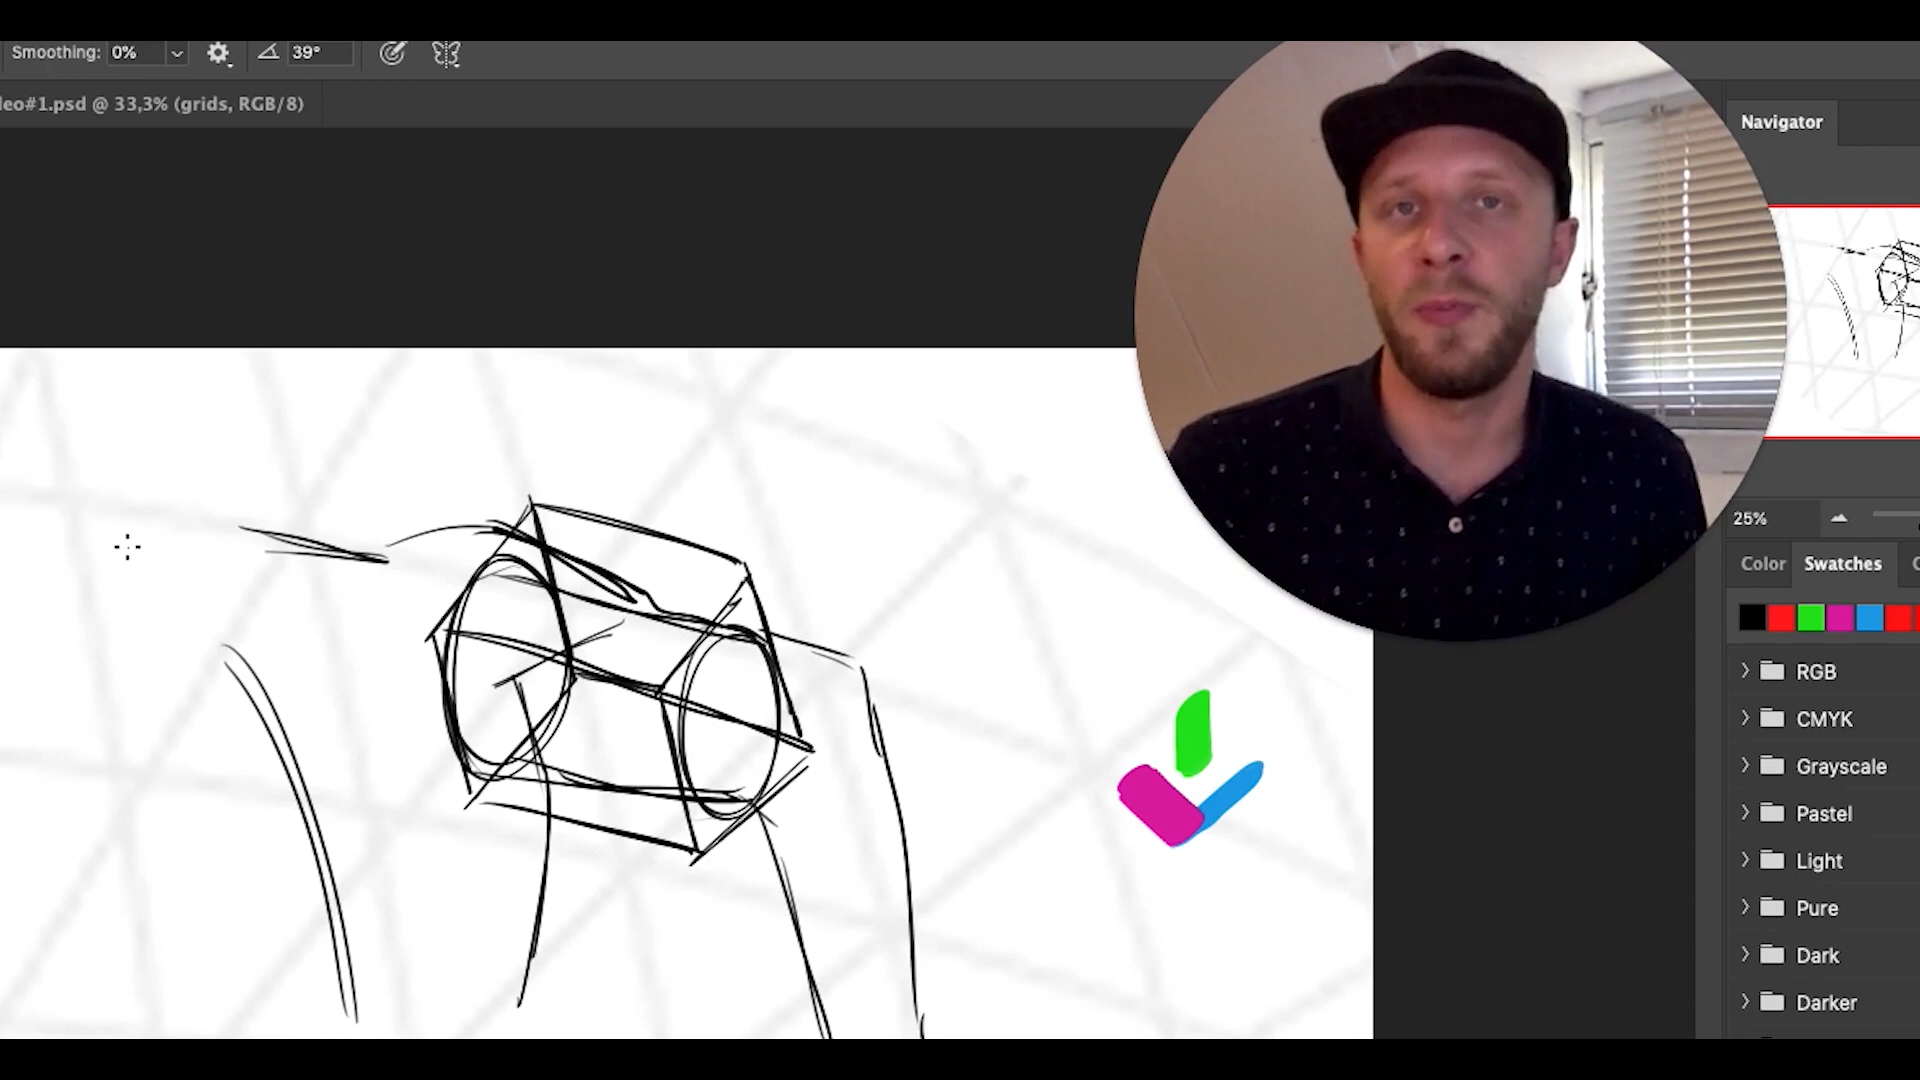 Smoothing: 0%
39°
leo#1.psd @ 33,3% (grids, RGB/8)
Navigator
25%
Color Swatches
RGB
CMYK
Grayscale
Pastel
Light
Pure
Dark
Darker